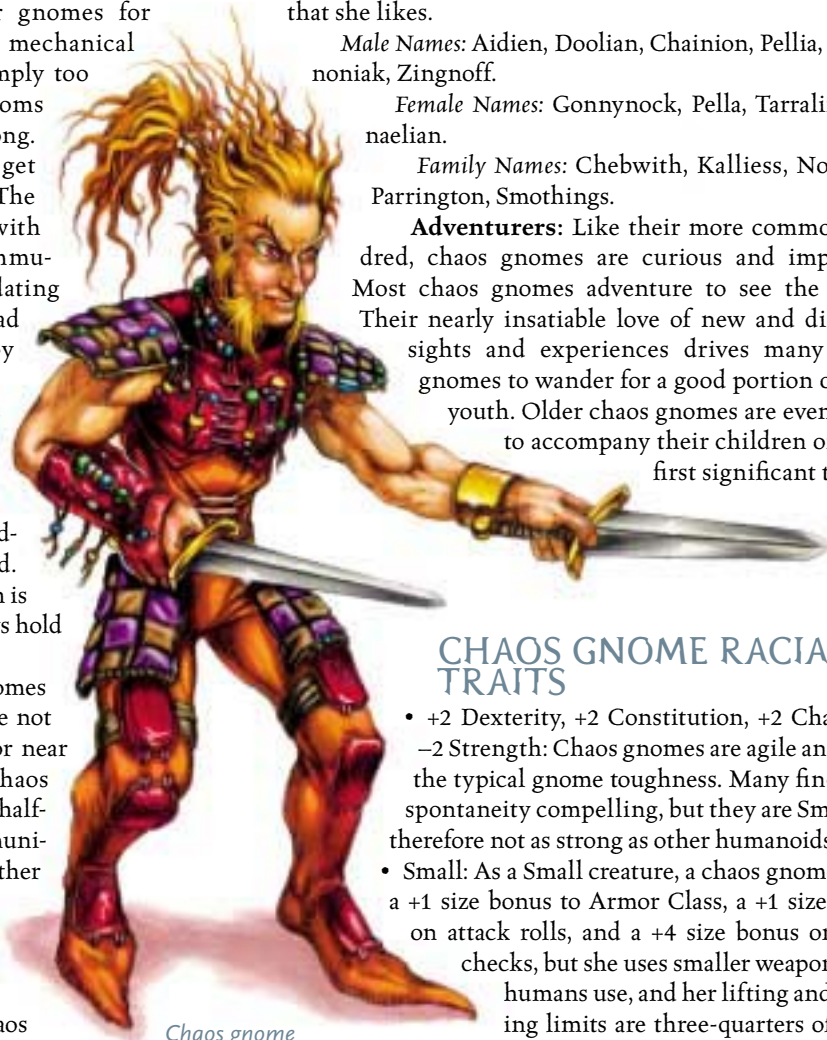 r gnomes for
mechanical
mply too
oms
ong.
get
The
with
mmu-
dating
ad
by
d-
d.
n is
s hold
omes
e not
or near
haos
half-
uni-
ther
aos
that she likes.
Male Names: Aidien, Doolian, Chainion, Pellia,
noniak, Zingnoff.
Female Names: Gonnynock, Pella, Tarrali
naelian.
Family Names: Chebwith, Kalliess, No
Parrington, Smothings.
Adventurers: Like their more commo
dred, chaos gnomes are curious and imp
Most chaos gnomes adventure to see the
Their nearly insatiable love of new and di
sights and experiences drives many
gnomes to wander for a good portion o
youth. Older chaos gnomes are even
to accompany their children o
first significant t
CHAOS GNOME RACIA
TRAITS
• +2 Dexterity, +2 Constitution, +2 Cha
–2 Strength: Chaos gnomes are agile an
the typical gnome toughness. Many fin
spontaneity compelling, but they are Sm
therefore not as strong as other humanoids
• Small: As a Small creature, a chaos gnom
a +1 size bonus to Armor Class, a +1 size
on attack rolls, and a +4 size bonus on
checks, but she uses smaller weapon
humans use, and her lifting and
ing limits are three-quarters of
Chaos gnome